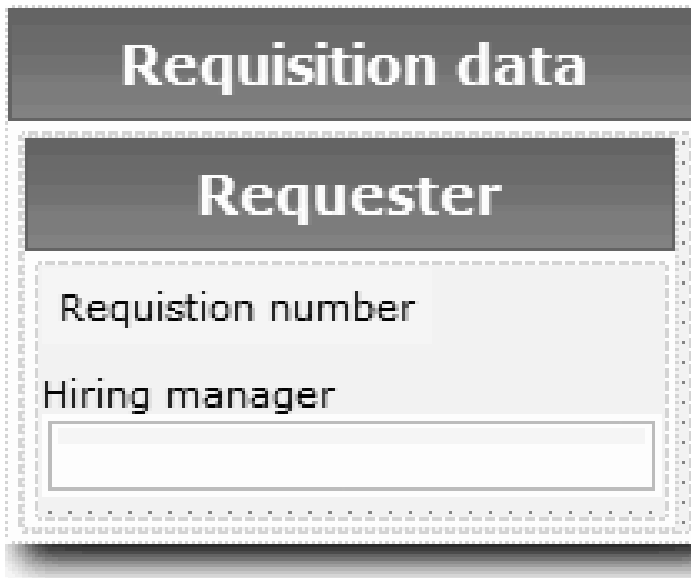 Requisition data
Requester
Requistion number
Hiring manager